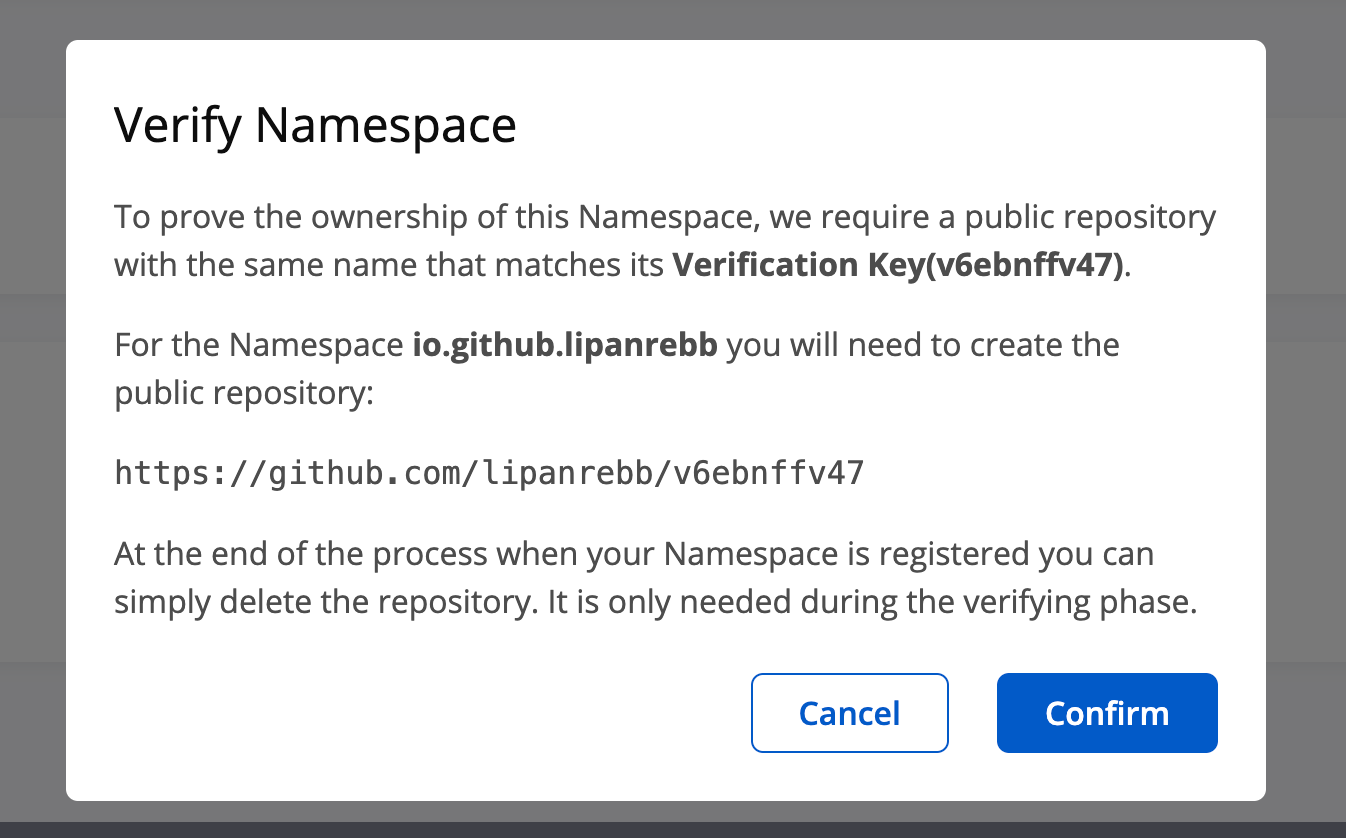 Verify Namespace
To prove the ownership of this Namespace, we require a public repository
with the same name that matches its Verification Key(v6ebnffv47).
For the Namespace io.github.lipanrebb you will need to create the
public repository:
https://github.com/lipanrebb/v6ebnffv47
At the end of the process when your Namespace is registered you can
simply delete the repository. It is only needed during the verifying phase.
Cancel
Confirm